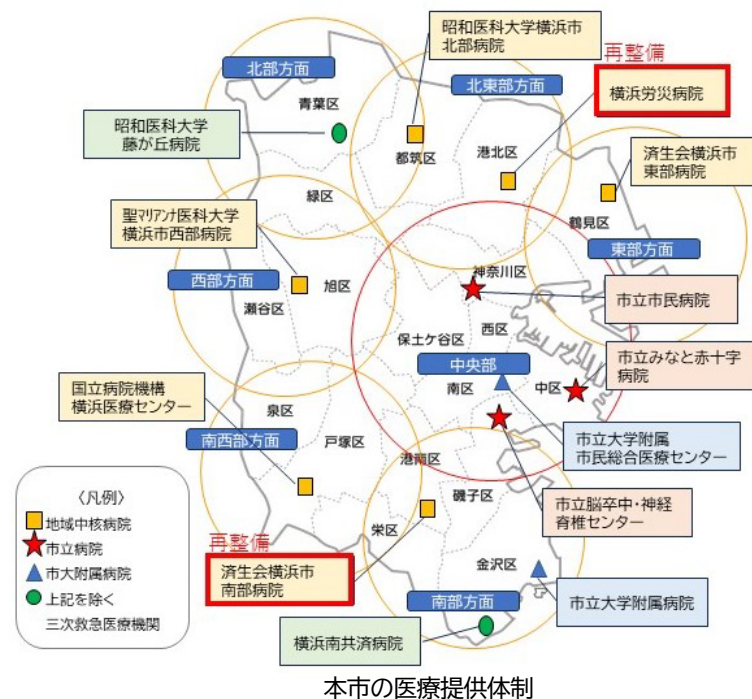 昭和医科大学横浜市
北部病院
再整備
北部方面
北東部方面
横浜労災病院
青葉区
昭和医科大学
藤が丘病院
都筑区
港北区
済生会横浜市
東部病院
緑区
鶴見区
聖マリアンナ医科大学
横浜市西部病院
東部方面
神奈川区
西部方面
旭区
瀬谷区
市立市民病院
保土ケ谷区
西区
中央部
市立みなと赤十字
病院
国立病院機構
横浜医療センター
南区
中区
泉区
市立大学附属
市民総合医療センター
南西部方面
戸塚区
港南区
〈凡例〉
地域中核病院
市立病院
市大附属病院
上記を除く
三次救急医療機関
磯子区
市立脳卒中・神経
脊椎センター
栄区
再整備
済生会横浜市
南部病院
金沢区
南部方面
市立大学附属病院
横浜南共済病院
本市の医療提供体制